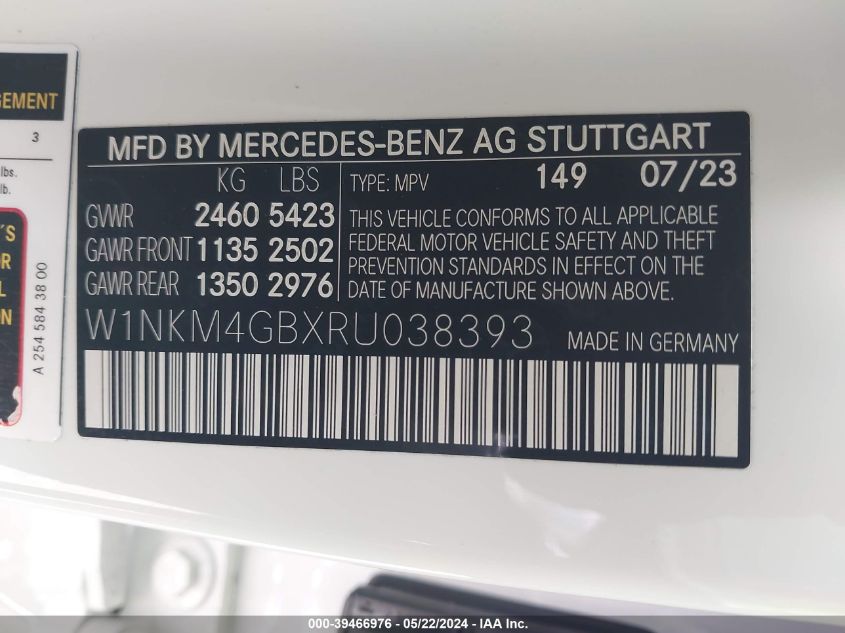 GEMENT
3
lbs.
lb.
'S
OR
L
ON
A 254 584 38 00
MFD BY MERCEDES-BENZ AG STUTTGART
KG LBS
GVWR 2460 5423
GAWR FRONT 1135 2502
GAWR REAR 1350 2976
TYPE: MPV 149 07/23
THIS VEHICLE CONFORMS TO ALL APPLICABLE
FEDERAL MOTOR VEHICLE SAFETY AND THEFT
PREVENTION STANDARDS IN EFFECT ON THE
DATE OF MANUFACTURE SHOWN ABOVE.
W1NKM4GBXRU038393
MADE IN GERMANY
000-39466976 - 05/22/2024 - IAA Inc.